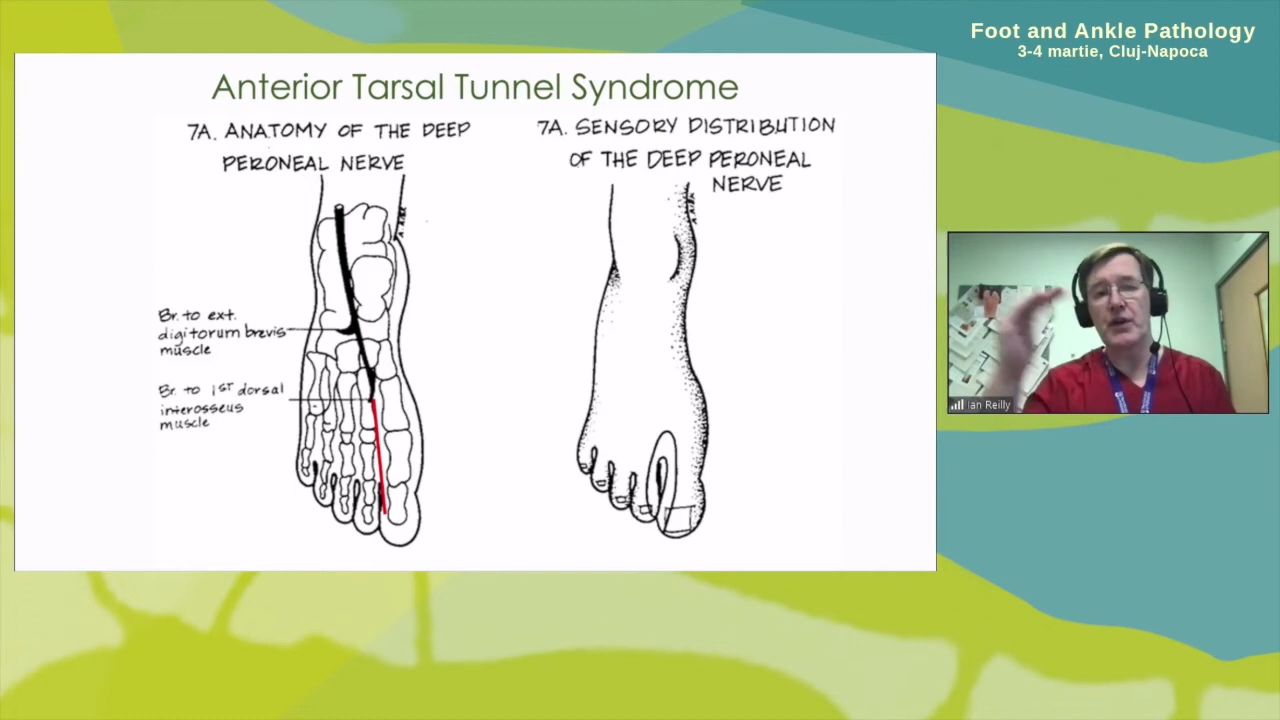 Foot and Ankle Pathology
3-4 martie, Cluj-Napoca
Anterior Tarsal Tunnel Syndrome
7A. ANATOMY OF THE DEEP
PERONEAL NERVE
Br. to ext.
digitorum brevis
muscle
Br. to 1ST dorsal
interosseus
muscle
7A. SENSORY DISTRIBUTION
OF THE DEEP PERONEAL
NERVE
Ian Reilly